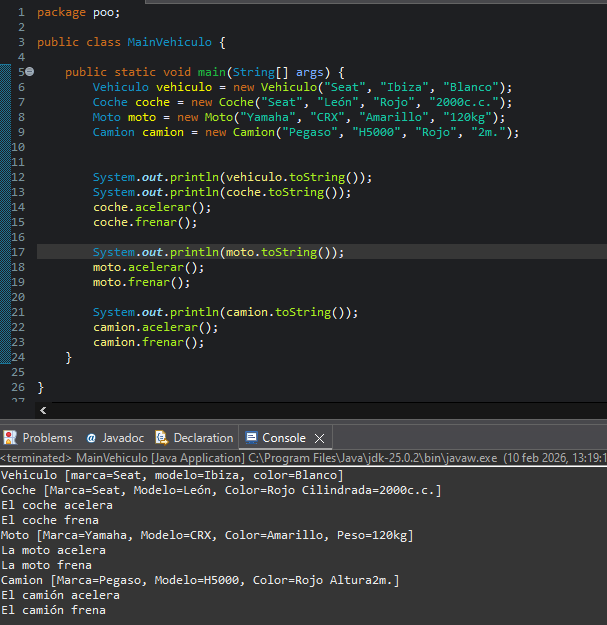 1 package poo;
2
3 public class MainVehiculo {
4
5 public static void main(String[] args) {
6 Vehiculo vehiculo = new Vehiculo("Seat", "Ibiza", "Blanco");
7 Coche coche = new Coche("Seat", "León", "Rojo", "2000c.c.");
8 Moto moto = new Moto("Yamaha", "CRX", "Amarillo", "120kg");
9 Camion camion = new Camion("Pegaso", "H5000", "Rojo", "2m.");
10
11
12 System.out.println(vehiculo.toString());
13 System.out.println(coche.toString());
14 coche.acelerar();
15 coche.frenar();
16
17 System.out.println(moto.toString());
18 moto.acelerar();
19 moto.frenar();
20
21 System.out.println(camion.toString());
22 camion.acelerar();
23 camion.frenar();
24 }
25
26 }
27
Problems @ Javadoc Declaration Console
<terminated> MainVehiculo [Java Application] C:\Program Files\Java\jdk-25.0.2\bin\javaw.exe (10 feb 2026, 13:19:1
Vehiculo [marca=Seat, modelo=Ibiza, color=Blanco]
Coche [Marca=Seat, Modelo=León, Color=Rojo Cilindrada=2000c.c.]
El coche acelera
El coche frena
Moto [Marca=Yamaha, Modelo=CRX, Color=Amarillo, Peso=120kg]
La moto acelera
La moto frena
Camion [Marca=Pegaso, Modelo=H5000, Color=Rojo Altura2m.]
El camión acelera
El camión frena